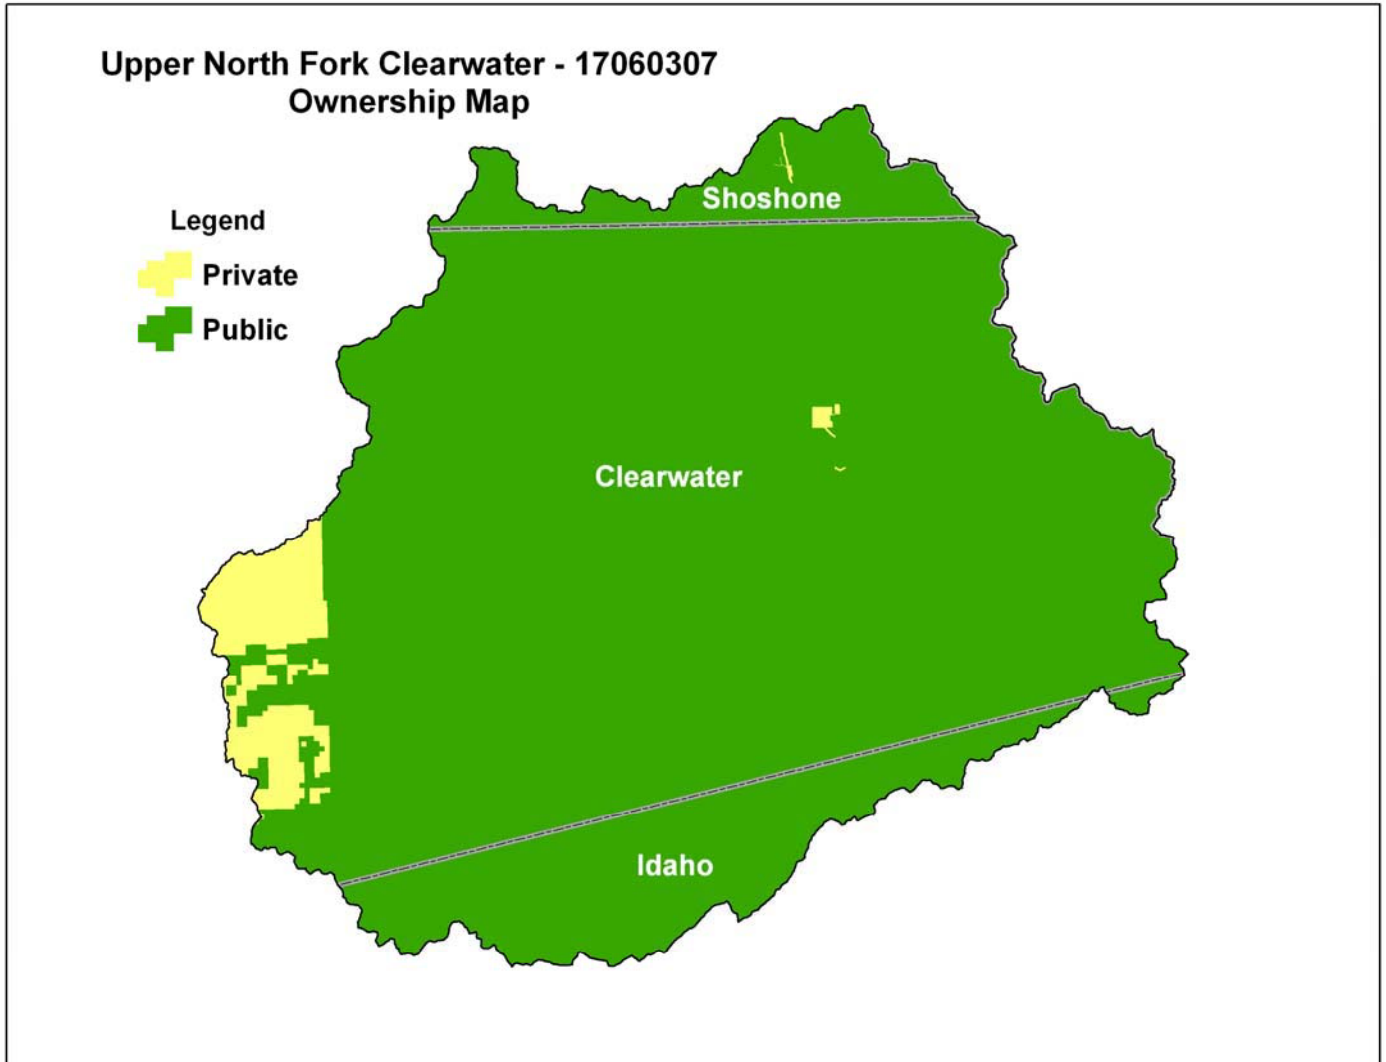 Upper North Fork Clearwater - 17060307
Ownership Map
Legend
Private
Public
Shoshone
Clearwater
Idaho